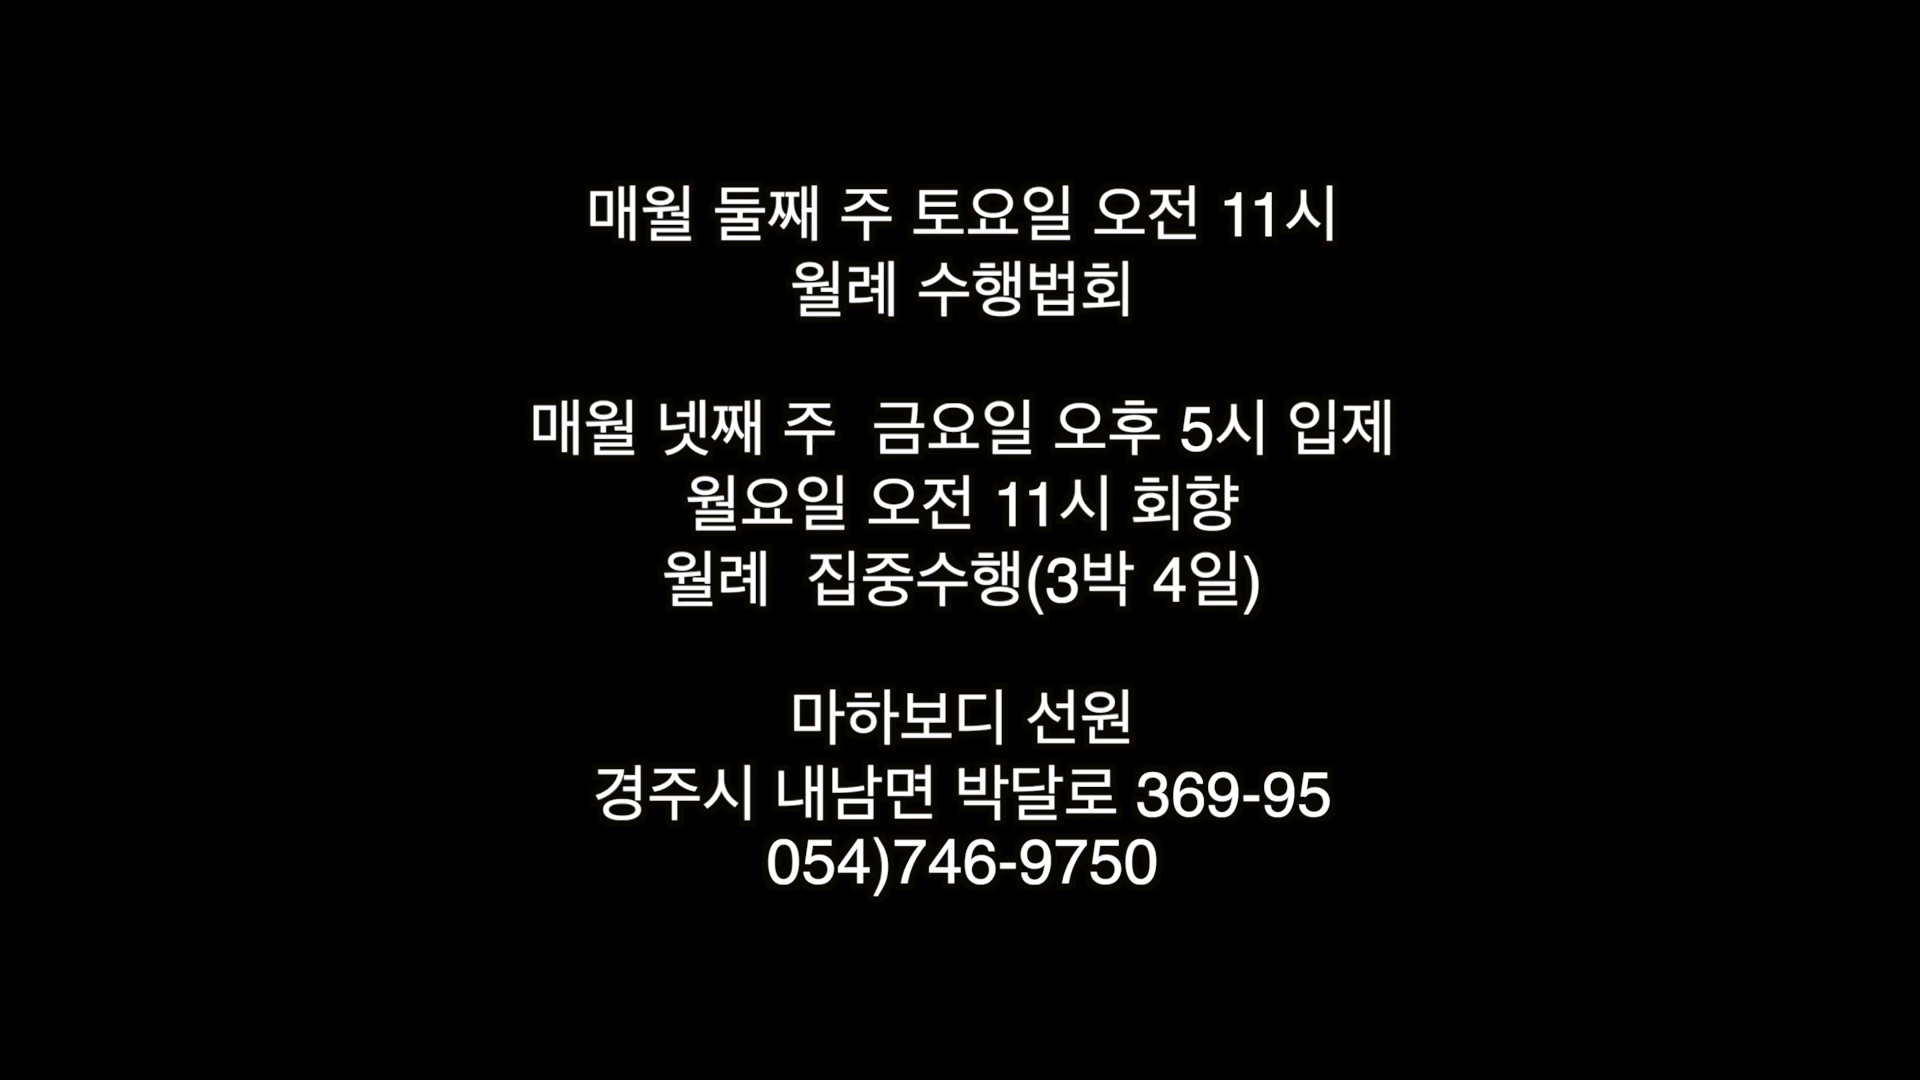 매월 둘째 주 토요일 오전 11시
월례 수행법회
매월 넷째 주 금요일 오후 5시 입제
월요일 오전 11시 회향
월례 집중수행(3박 4일)
마하보디 선원
경주시 내남면 박달로 369-95
054)746-9750